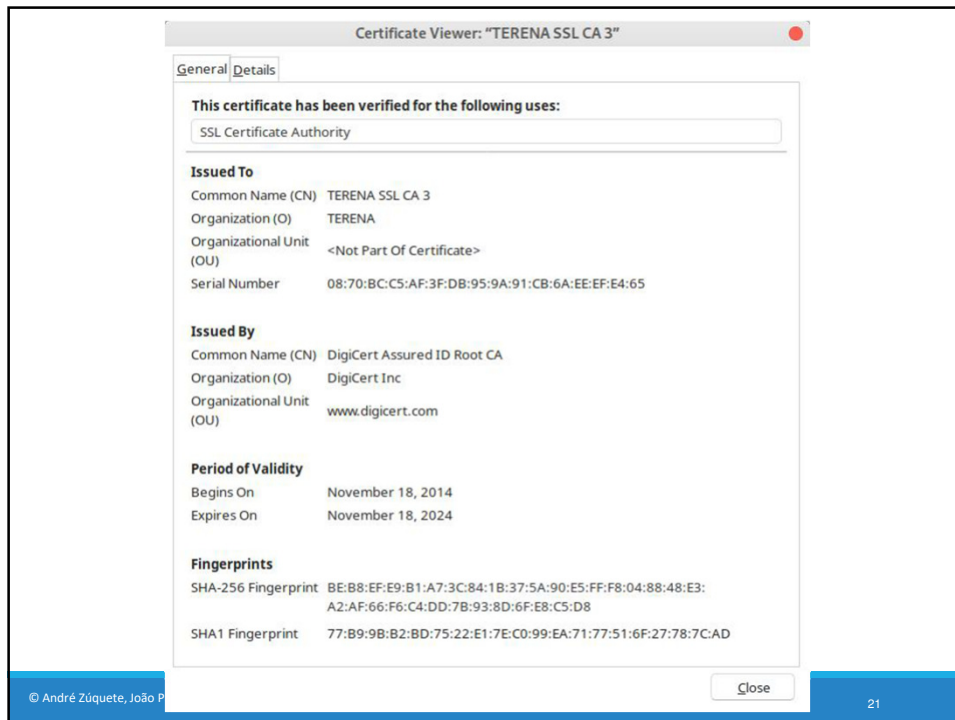 Certificate Viewer: "TERENA SSL CA 3"
General Details
This certificate has been verified for the following uses:
SSL Certificate Authority
Issued To
Common Name (CN) TERENA SSL CA 3
Organization (O) TERENA
Organizational Unit (OU) <Not Part Of Certificate>
Serial Number 08:70:BC:C5:AF:3F:DB:95:9A:91:CB:6A:EE:EF:E4:65
Issued By
Common Name (CN) DigiCert Assured ID Root CA
Organization (O) DigiCert Inc
Organizational Unit (OU) www.digicert.com
Period of Validity
Begins On November 18, 2014
Expires On November 18, 2024
Fingerprints
SHA-256 Fingerprint BE:B8:EF:E9:B1:A7:3C:84:1B:37:5A:90:E5:FF:F8:04:88:48:E3:
A2:AF:66:F6:C4:DD:7B:93:8D:6F:E8:C5:D8
SHA1 Fingerprint 77:B9:9B:B2:BD:75:22:E1:7E:C0:99:EA:71:77:51:6F:27:78:7C:AD
Close
© André Zúquete, João P
21